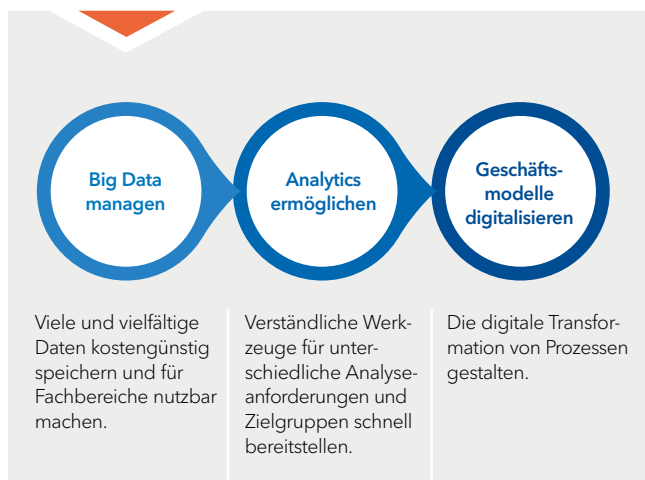 Big Data
managen
Analytics
ermöglichen
Geschäfts-
modelle
digitalisieren
Viele und vielfältige
Daten kostengünstig
speichern und für
Fachbereiche nutzbar
machen.
Verständliche Werk-
zeuge für unter-
schiedliche Analyse-
anforderungen und
Zielgruppen schnell
bereitstellen.
Die digitale Transfor-
mation von Prozessen
gestalten.